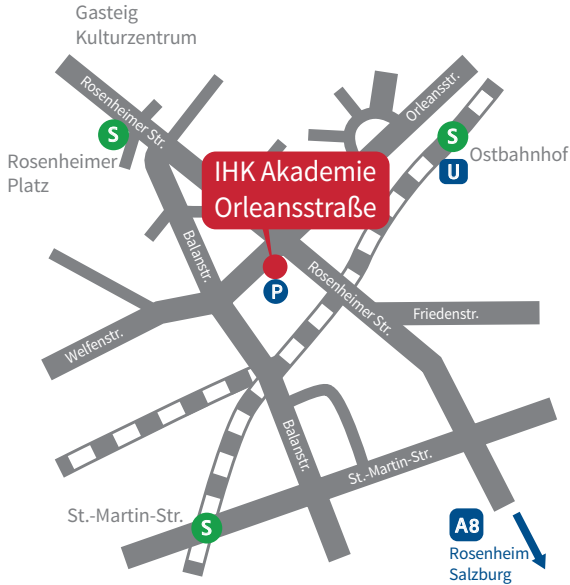 Gasteig
Kulturzentrum
Rosenheimer Str.
Orleansstr.
S
S
Rosenheimer
Platz
Ostbahnhof
U
IHK Akademie
Orleansstraße
Balanstr.
P
Rosenheimer Str.
Friedenstr.
Welfenstr.
Balanstr.
St.-Martin-Str.
St.-Martin-Str.
S
A8
Rosenheim
Salzburg